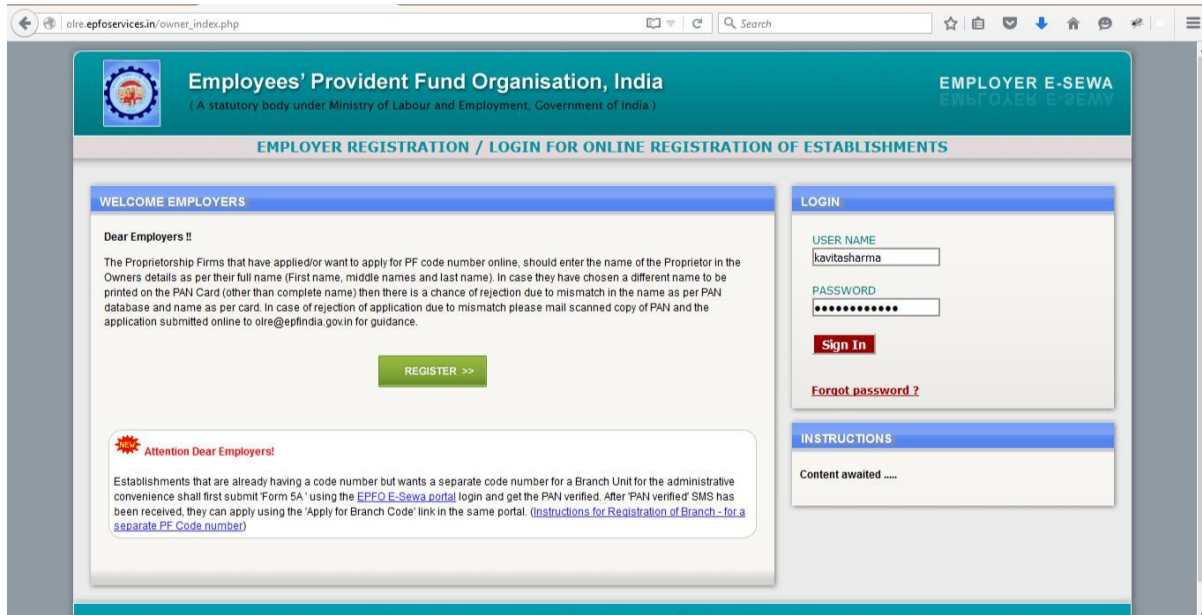 olre.epfoservices.in/owner_index.php
Search
Employees' Provident Fund Organisation, India
( A statutory body under Ministry of Labour and Employment, Government of India )
EMPLOYER E-SEWA
EMPLOYER REGISTRATION / LOGIN FOR ONLINE REGISTRATION OF ESTABLISHMENTS
WELCOME EMPLOYERS
Dear Employers !!
The Proprietorship Firms that have applied/or want to apply for PF code number online, should enter the name of the Proprietor in the
Owners details as per their full name (First name, middle names and last name). In case they have chosen a different name to be
printed on the PAN Card (other than complete name) then there is a chance of rejection due to mismatch in the name as per PAN
database and name as per card. In case of rejection of application due to mismatch please mail scanned copy of PAN and the
application submitted online to olre@epfindia.gov.in for guidance.
REGISTER >>
NEW
Attention Dear Employers!
Establishments that are already having a code number but wants a separate code number for a Branch Unit for the administrative
convenience shall first submit 'Form 5A ' using the EPFO E-Sewa portal login and get the PAN verified. After 'PAN verified' SMS has
been received, they can apply using the 'Apply for Branch Code' link in the same portal. (Instructions for Registration of Branch - for a
separate PF Code number)
LOGIN
USER NAME
kavitasharma
PASSWORD
••••••••••••
Sign In
Forgot password ?
INSTRUCTIONS
Content awaited .....